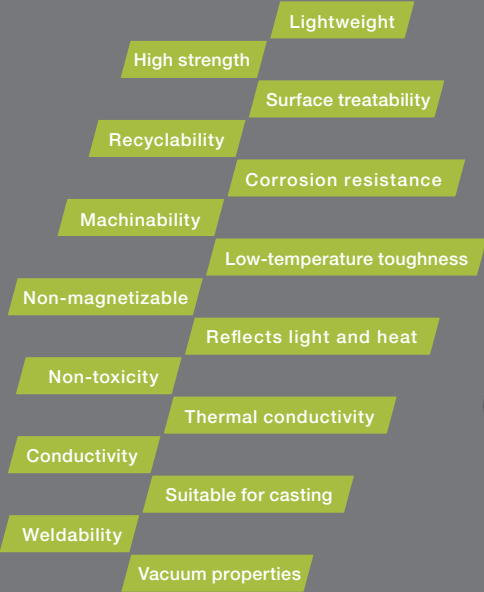 Lightweight
High strength
Surface treatability
Recyclability
Corrosion resistance
Machinability
Low-temperature toughness
Non-magnetizable
Reflects light and heat
Non-toxicity
Thermal conductivity
Conductivity
Suitable for casting
Weldability
Vacuum properties